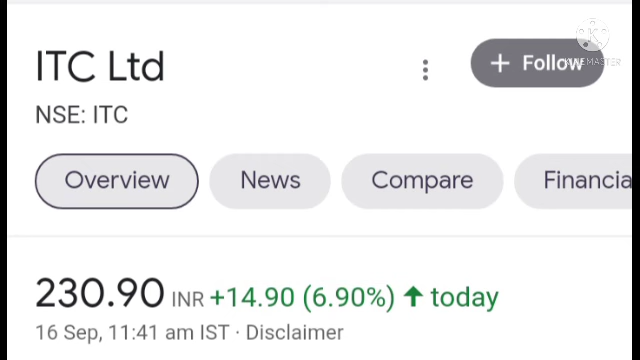 ITC Ltd
+ Follow
NSE: ITC
Overview News Compare Financia
230.90 INR +14.90 (6.90%) ↑ today
16 Sep, 11:41 am IST · Disclaimer